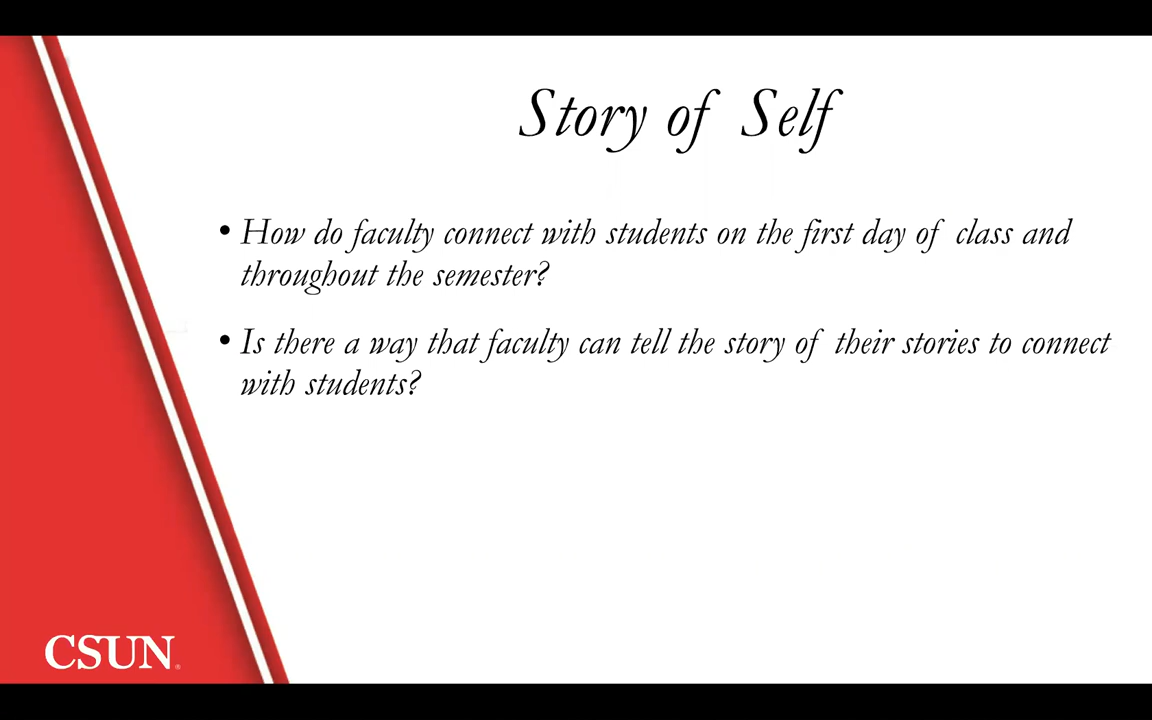 Story of Self
• How do faculty connect with students on the first day of class and
throughout the semester?
• Is there a way that faculty can tell the story of their stories to connect
with students?
CSUN®